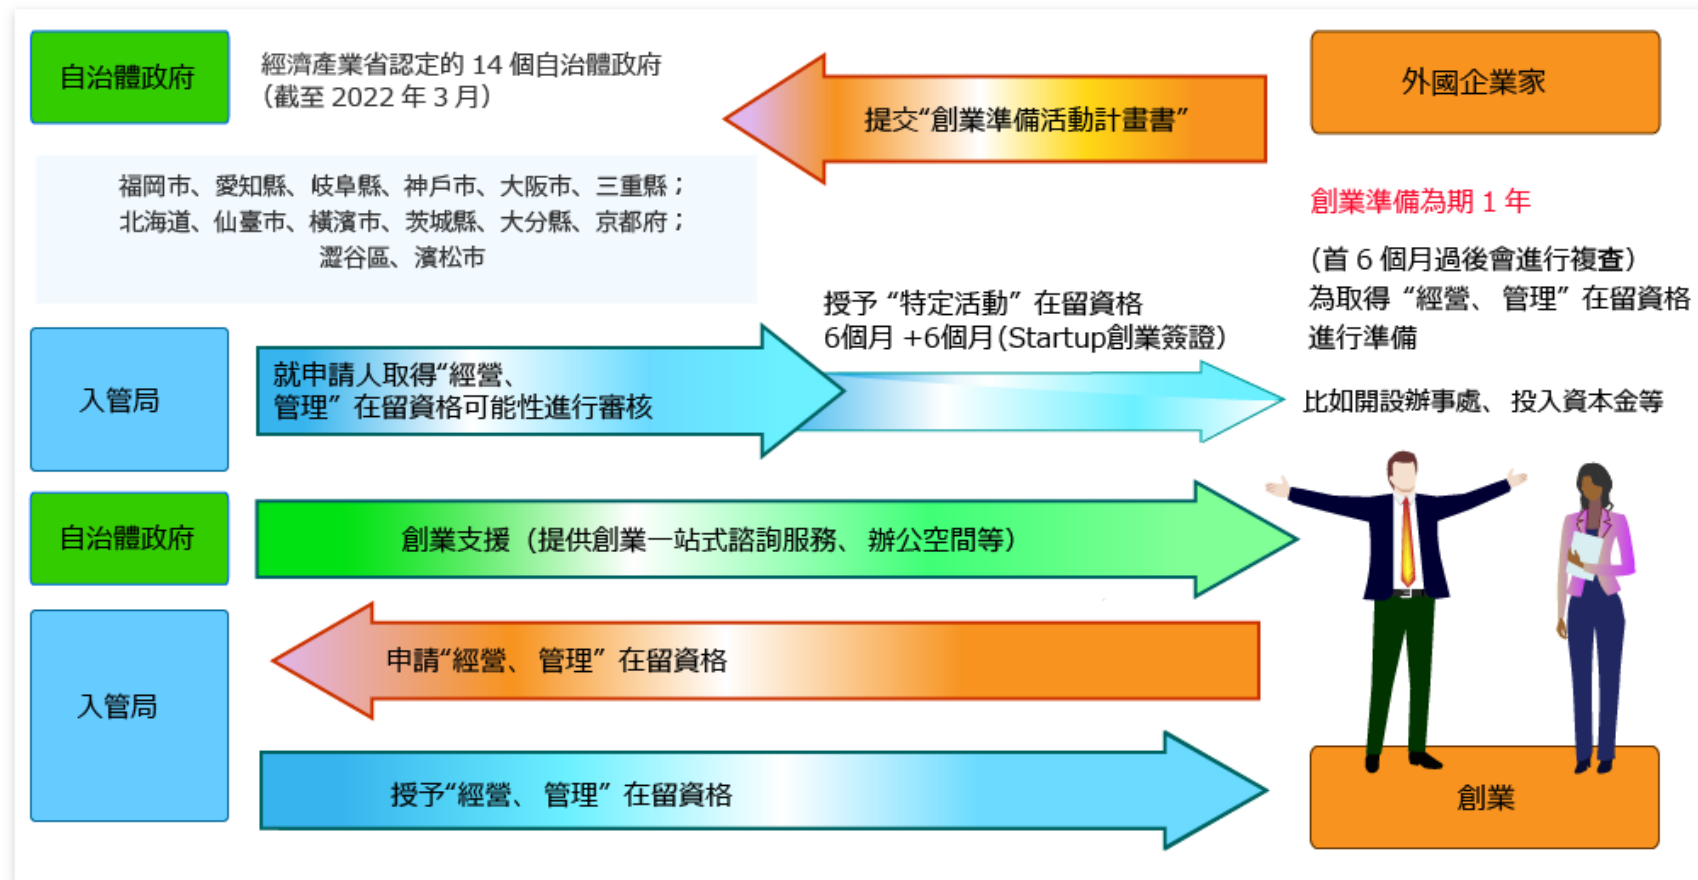 自治體政府
經濟產業省認定的 14 個自治體政府
（截至 2022 年 3 月）
提交“創業準備活動計畫書”
外國企業家
福岡市、愛知縣、岐阜縣、神戶市、大阪市、三重縣；
北海道、仙臺市、橫濱市、茨城縣、大分縣、京都府；
澀谷區、濱松市
創業準備為期 1 年
(首 6 個月過後會進行複查）
為取得“經營、管理”在留資格
進行準備
比如開設辦事處、投入資本金等
入管局
就申請人取得“經營、
管理”在留資格可能性進行審核
授予“特定活動”在留資格
6個月 +6個月(Startup創業簽證）
自治體政府
創業支援（提供創業一站式諮詢服務、辦公空間等）
入管局
申請“經營、管理”在留資格
授予“經營、管理”在留資格
創業